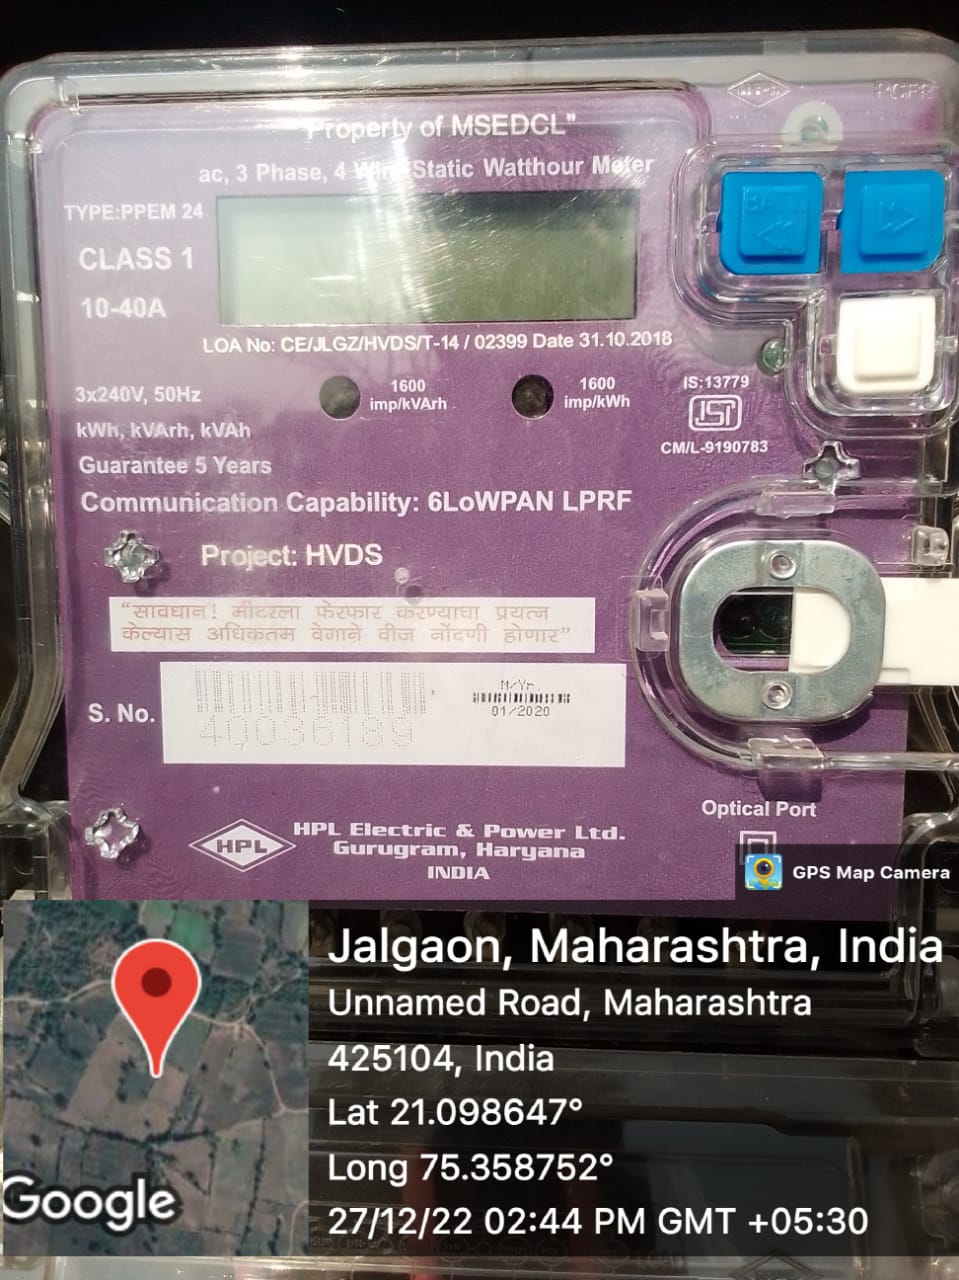 "Property of MSEDCL"
ac, 3 Phase, 4 Wire Static Watthour Meter
TYPE:PPEM 24
CLASS 1
10-40A
BATT.
LOA No: CE/JLGZ/HVDS/T-14 / 02399 Date 31.10.2018
3x240V, 50Hz
1600
imp/kVArh
1600
imp/kWh
IS:13779
ISI
CM/L-9190783
kWh, kVArh, kVAh
Guarantee 5 Years
Communication Capability: 6LoWPAN LPRF
Project: HVDS
“सावधान! मीटरला फेरफार करण्याचा प्रयत्न
केल्यास अधिकतम वेगाने वीज नोंदणी होणार”
S. No.
40036189
M/Yr.
01/2020
HPL
HPL Electric & Power Ltd.
Gurugram, Haryana
INDIA
Optical Port
GPS Map Camera
Jalgaon, Maharashtra, India
Unnamed Road, Maharashtra
425104, India
Lat 21.098647°
Long 75.358752°
27/12/22 02:44 PM GMT +05:30
Google